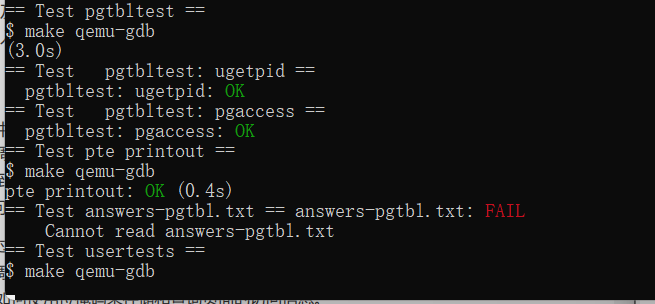 == Test pgtbltest ==
$ make qemu-gdb
(3.0s)
== Test   pgtbltest: ugetpid ==
  pgtbltest: ugetpid: OK
== Test   pgtbltest: pgaccess ==
  pgtbltest: pgaccess: OK
== Test pte printout ==
$ make qemu-gdb
pte printout: OK (0.4s)
== Test answers-pgtbl.txt == answers-pgtbl.txt: FAIL
    Cannot read answers-pgtbl.txt
== Test usertests ==
$ make qemu-gdb